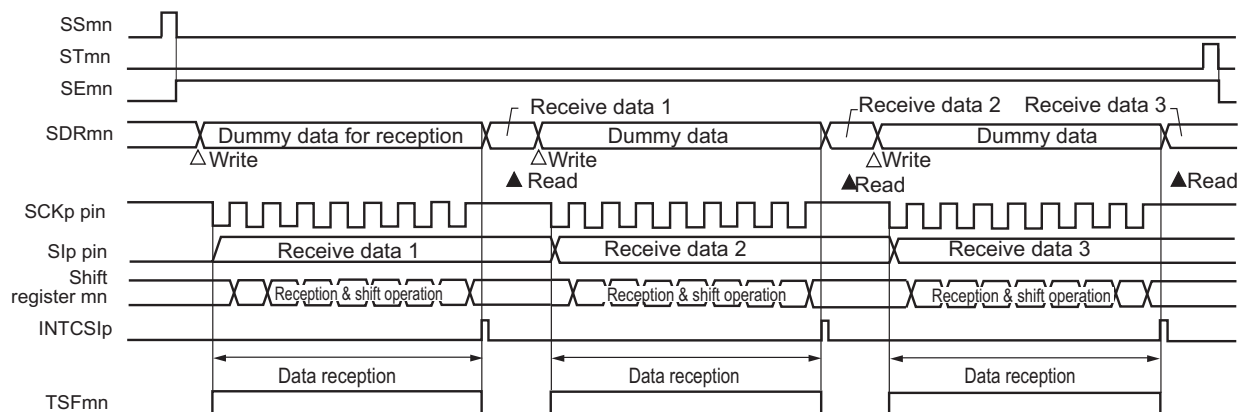 SSmn
STmn
SEmn
Receive data 1
Receive data 2
Receive data 3
SDRmn
Dummy data for reception
Dummy data
Dummy data
△Write
△Write
△Write
▲Read
▲Read
▲Read
SCKp pin
SIp pin
Receive data 1
Receive data 2
Receive data 3
Shift
register mn
Reception & shift operation
Reception & shift operation
Reception & shift operation
INTCSIp
Data reception
Data reception
Data reception
TSFmn